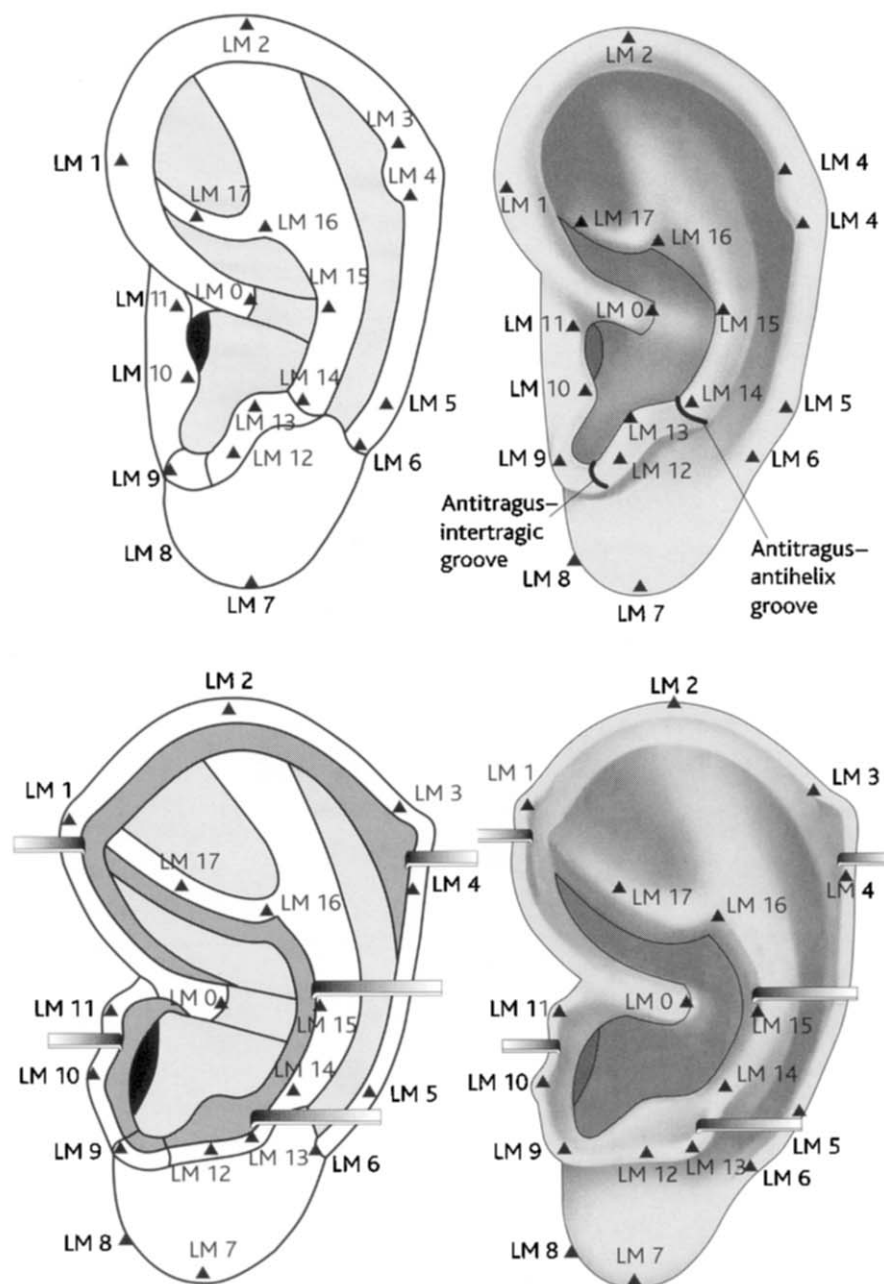 LM 2
LM 3
LM 1
LM 4
LM 17
LM 16
LM 15
LM 0
LM 11
LM 10
LM 14
LM 5
LM 13
LM 12
LM 6
LM 9
LM 8
LM 7
LM 2
LM 4
LM 1
LM 17
LM 4
LM 16
LM 0
LM 15
LM 11
LM 10
LM 14
LM 5
LM 13
LM 9
LM 12
LM 6
Antitragus–
intertragic
groove
Antitragus–
antihelix
groove
LM 8
LM 7
LM 2
LM 1
LM 3
LM 17
LM 4
LM 16
LM 11
LM 0
LM 15
LM 10
LM 14
LM 5
LM 9
LM 12
LM 13
LM 6
LM 8
LM 7
LM 2
LM 1
LM 3
LM 17
LM 4
LM 16
LM 11
LM 0
LM 15
LM 10
LM 14
LM 5
LM 9
LM 12
LM 13
LM 6
LM 8
LM 7